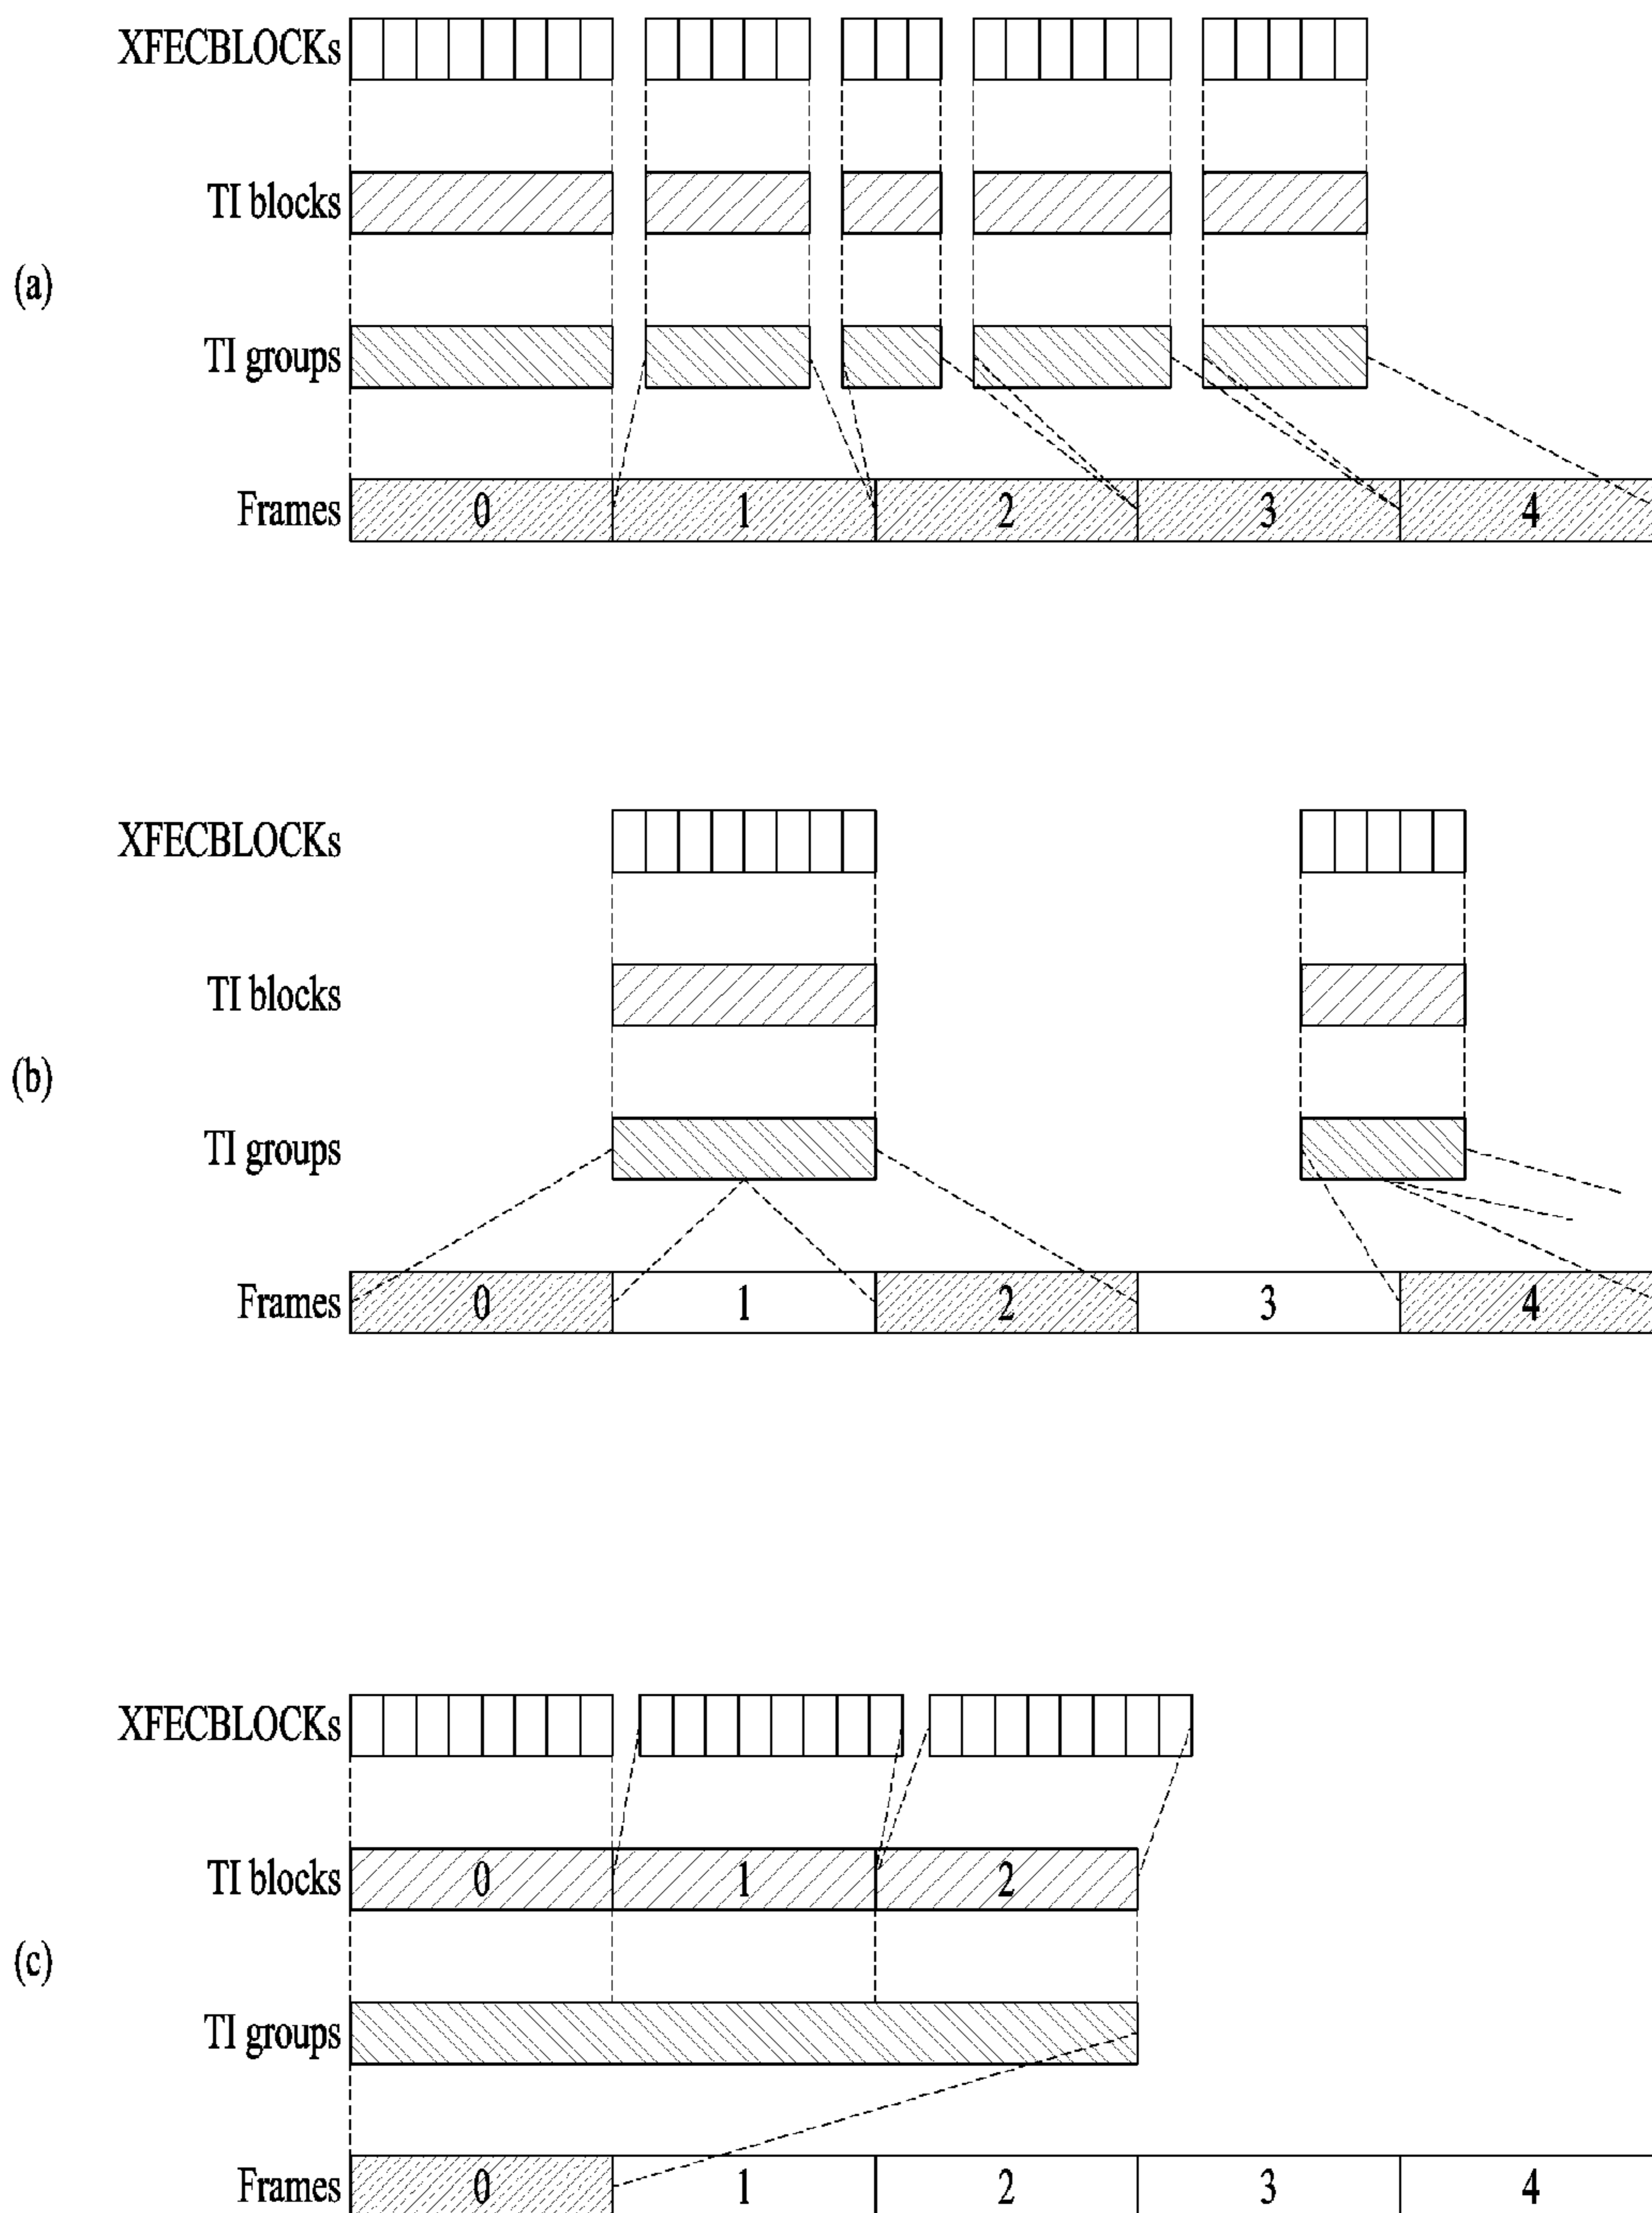 XFECBLOCKs
TI blocks
(a)
TI groups
Frames 0 1 2 3 4
XFECBLOCKs
TI blocks
(b)
TI groups
Frames 0 1 2 3 4
XFECBLOCKs
TI blocks 0 1 2
(c)
TI groups
Frames 0 1 2 3 4